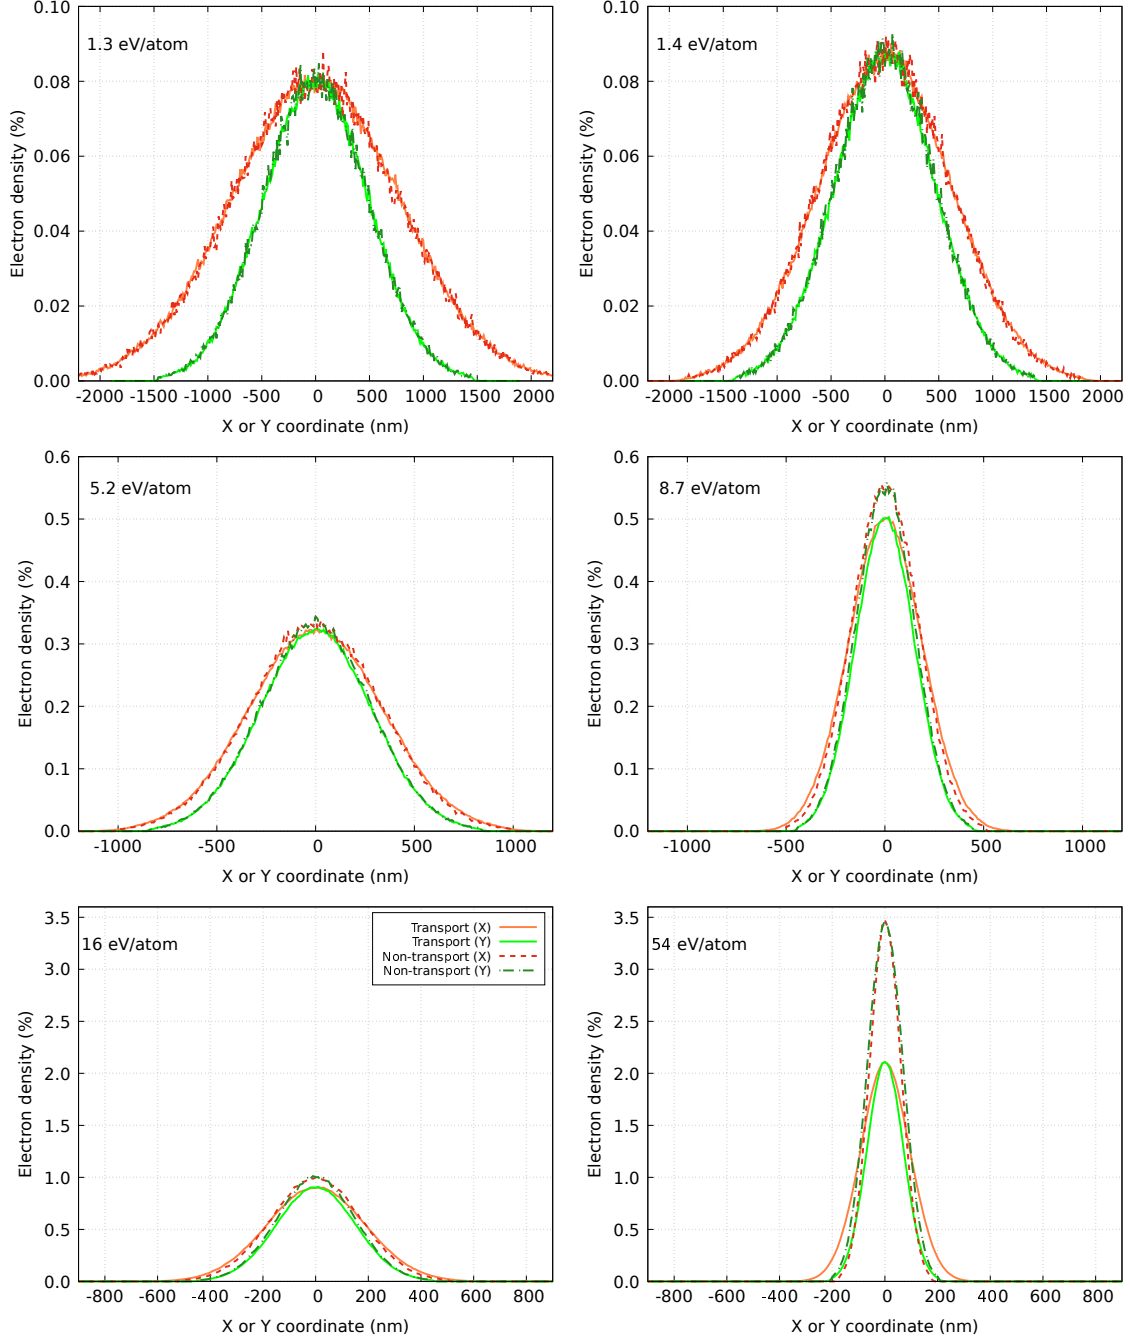 0.10
0.08
0.06
0.04
0.02
0.00
Electron density (%)
1.3 eV/atom
-2000 -1500 -1000 -500 0 500 1000 1500 2000
X or Y coordinate (nm)
0.10
0.08
0.06
0.04
0.02
0.00
Electron density (%)
1.4 eV/atom
-2000 -1500 -1000 -500 0 500 1000 1500 2000
X or Y coordinate (nm)
0.6
0.5
0.4
0.3
0.2
0.1
0.0
Electron density (%)
5.2 eV/atom
-1000 -500 0 500 1000
X or Y coordinate (nm)
0.6
0.5
0.4
0.3
0.2
0.1
0.0
Electron density (%)
8.7 eV/atom
-1000 -500 0 500 1000
X or Y coordinate (nm)
3.5
3.0
2.5
2.0
1.5
1.0
0.5
0.0
Electron density (%)
16 eV/atom
Transport (X)
Transport (Y)
Non-transport (X)
Non-transport (Y)
-800 -600 -400 -200 0 200 400 600 800
X or Y coordinate (nm)
3.5
3.0
2.5
2.0
1.5
1.0
0.5
0.0
Electron density (%)
54 eV/atom
-800 -600 -400 -200 0 200 400 600 800
X or Y coordinate (nm)